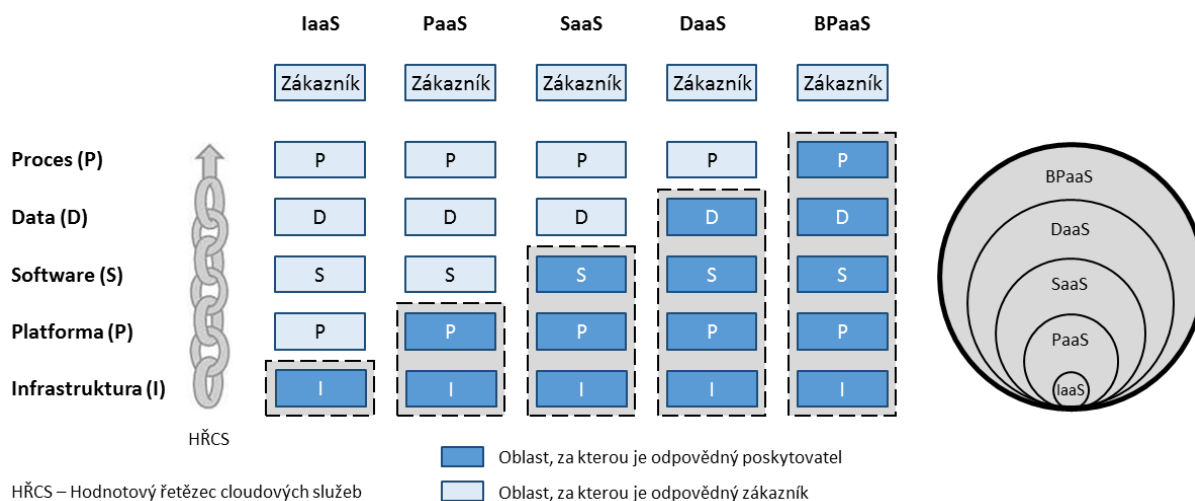 IaaS PaaS SaaS DaaS BPaaS
Zákazník Zákazník Zákazník Zákazník Zákazník
Proces (P) P P P P P
Data (D) D D D D D
Software (S) S S S S S
Platforma (P) P P P P P
Infrastruktura (I) I I I I I
HŘCS
BPaaS
DaaS
SaaS
PaaS
IaaS
Oblast, za kterou je odpovědný poskytovatel
HŘCS – Hodnotový řetězec cloudových služeb
Oblast, za kterou je odpovědný zákazník